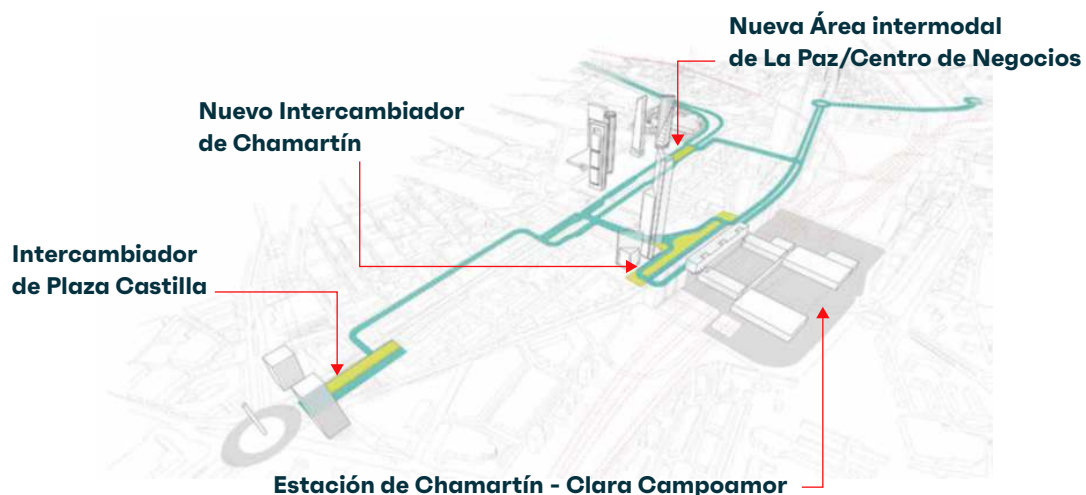 Nueva Área intermodal
de La Paz/Centro de Negocios
Nuevo Intercambiador
de Chamartín
Intercambiador
de Plaza Castilla
Estación de Chamartín - Clara Campoamor